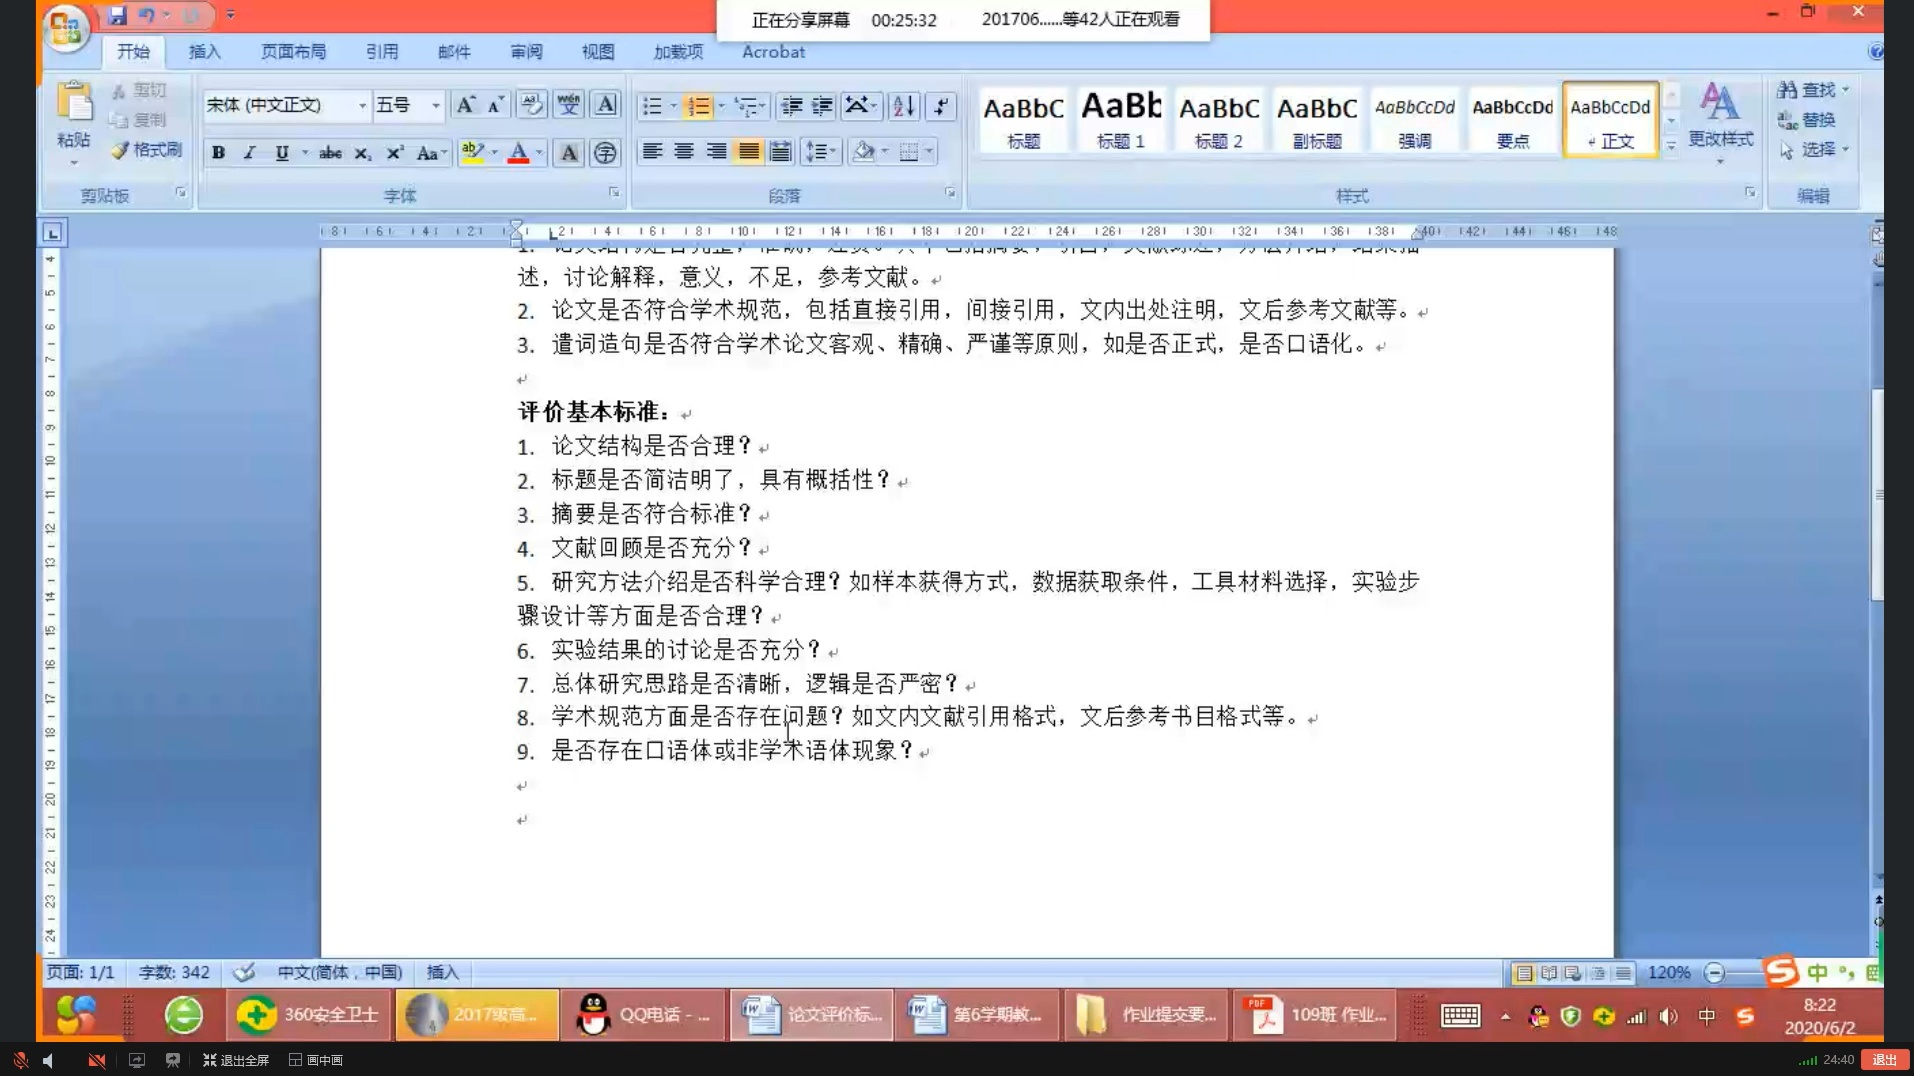 正在分享屏幕 00:25:32 201706......等42人正在观看
开始 插入 页面布局 引用 邮件 审阅 视图 加载项 Acrobat
粘贴
剪切
复制
格式刷
剪贴板
宋体 (中文正文) 五号
字体
段落
AaBbC AaBb AaBbC AaBbC AaBbCcDd AaBbCcDd AaBbCcDd
标题 标题 1 标题 2 副标题 强调 要点 正文
更改样式
样式
查找
替换
选择
编辑
述，讨论解释，意义，不足，参考文献。
2. 论文是否符合学术规范，包括直接引用，间接引用，文内出处注明，文后参考文献等。
3. 遣词造句是否符合学术论文客观、精确、严谨等原则，如是否正式，是否口语化。
评价基本标准：
1. 论文结构是否合理？
2. 标题是否简洁明了，具有概括性？
3. 摘要是否符合标准？
4. 文献回顾是否充分？
5. 研究方法介绍是否科学合理？如样本获得方式，数据获取条件，工具材料选择，实验步
骤设计等方面是否合理？
6. 实验结果的讨论是否充分？
7. 总体研究思路是否清晰，逻辑是否严密？
8. 学术规范方面是否存在问题？如文内文献引用格式，文后参考书目格式等。
9. 是否存在口语体或非学术语体现象？
页面: 1/1 字数: 342 中文(简体，中国) 插入 120%
中
360安全卫士 2017级高... QQ电话 - ... 论文评价标... 第6学期教... 作业提交要... 109班 作业...
中
8:22
2020/6/2
退出全屏 画中画 24:40 退出